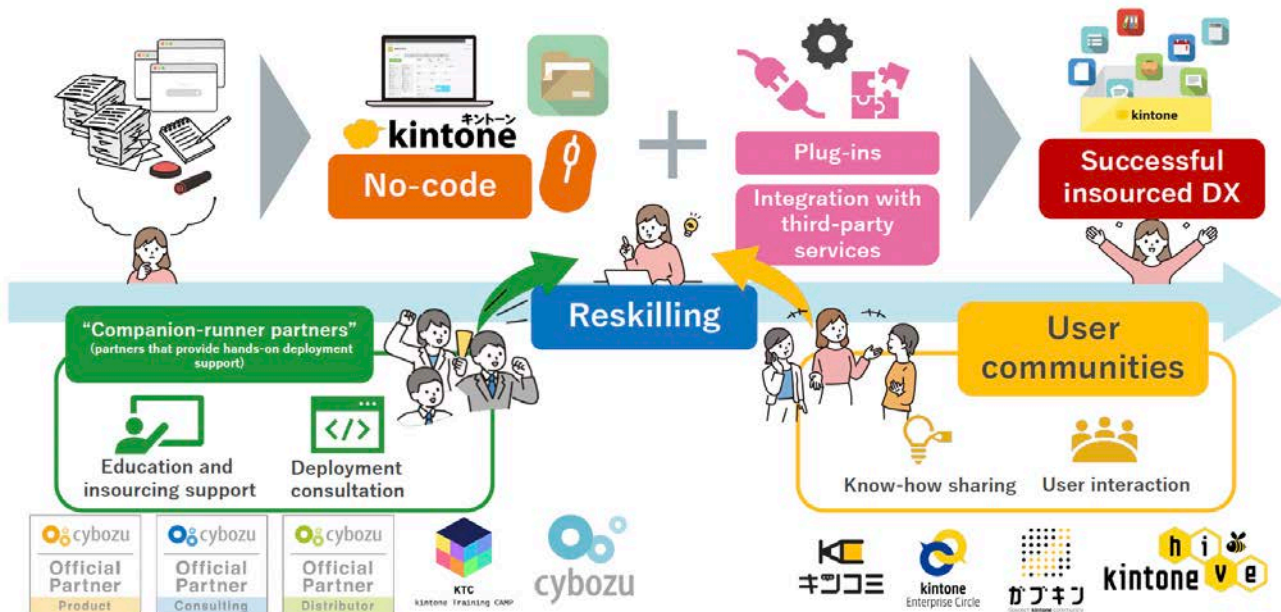 キントーン
kintone
No-code
Plug-ins
Integration with
third-party
services
kintone
Successful
insourced DX
Reskilling
“Companion-runner partners”
(partners that provide hands-on deployment
support)
Education and
insourcing support
Deployment
consultation
User
communities
Know-how sharing
User interaction
cybozu
Official
Partner
Product
cybozu
Official
Partner
Consulting
cybozu
Official
Partner
Distributor
KTC
kintone Training CAMP
cybozu
キンコミ
kintone
Enterprise Circle
ガブキン
kintone hive